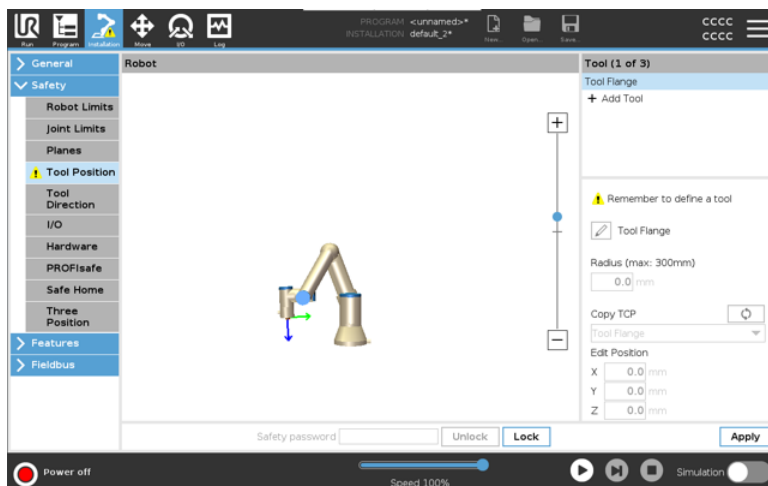 PROGRAM <unnamed>*
INSTALLATION default_2*
Run
Program
Installation
Move
I/O
Log
New...
Open...
Save...
cccc
cccc
General
Safety
Robot Limits
Joint Limits
Planes
Tool Position
Tool
Direction
I/O
Hardware
PROFIsafe
Safe Home
Three
Position
Features
Fieldbus
Robot
+
−
Safety password
Unlock
Lock
Tool (1 of 3)
Tool Flange
+ Add Tool
Remember to define a tool
Tool Flange
Radius (max: 300mm)
0.0 mm
Copy TCP
Tool Flange
Edit Position
X 0.0 mm
Y 0.0 mm
Z 0.0 mm
Apply
Power off
Speed 100%
Simulation